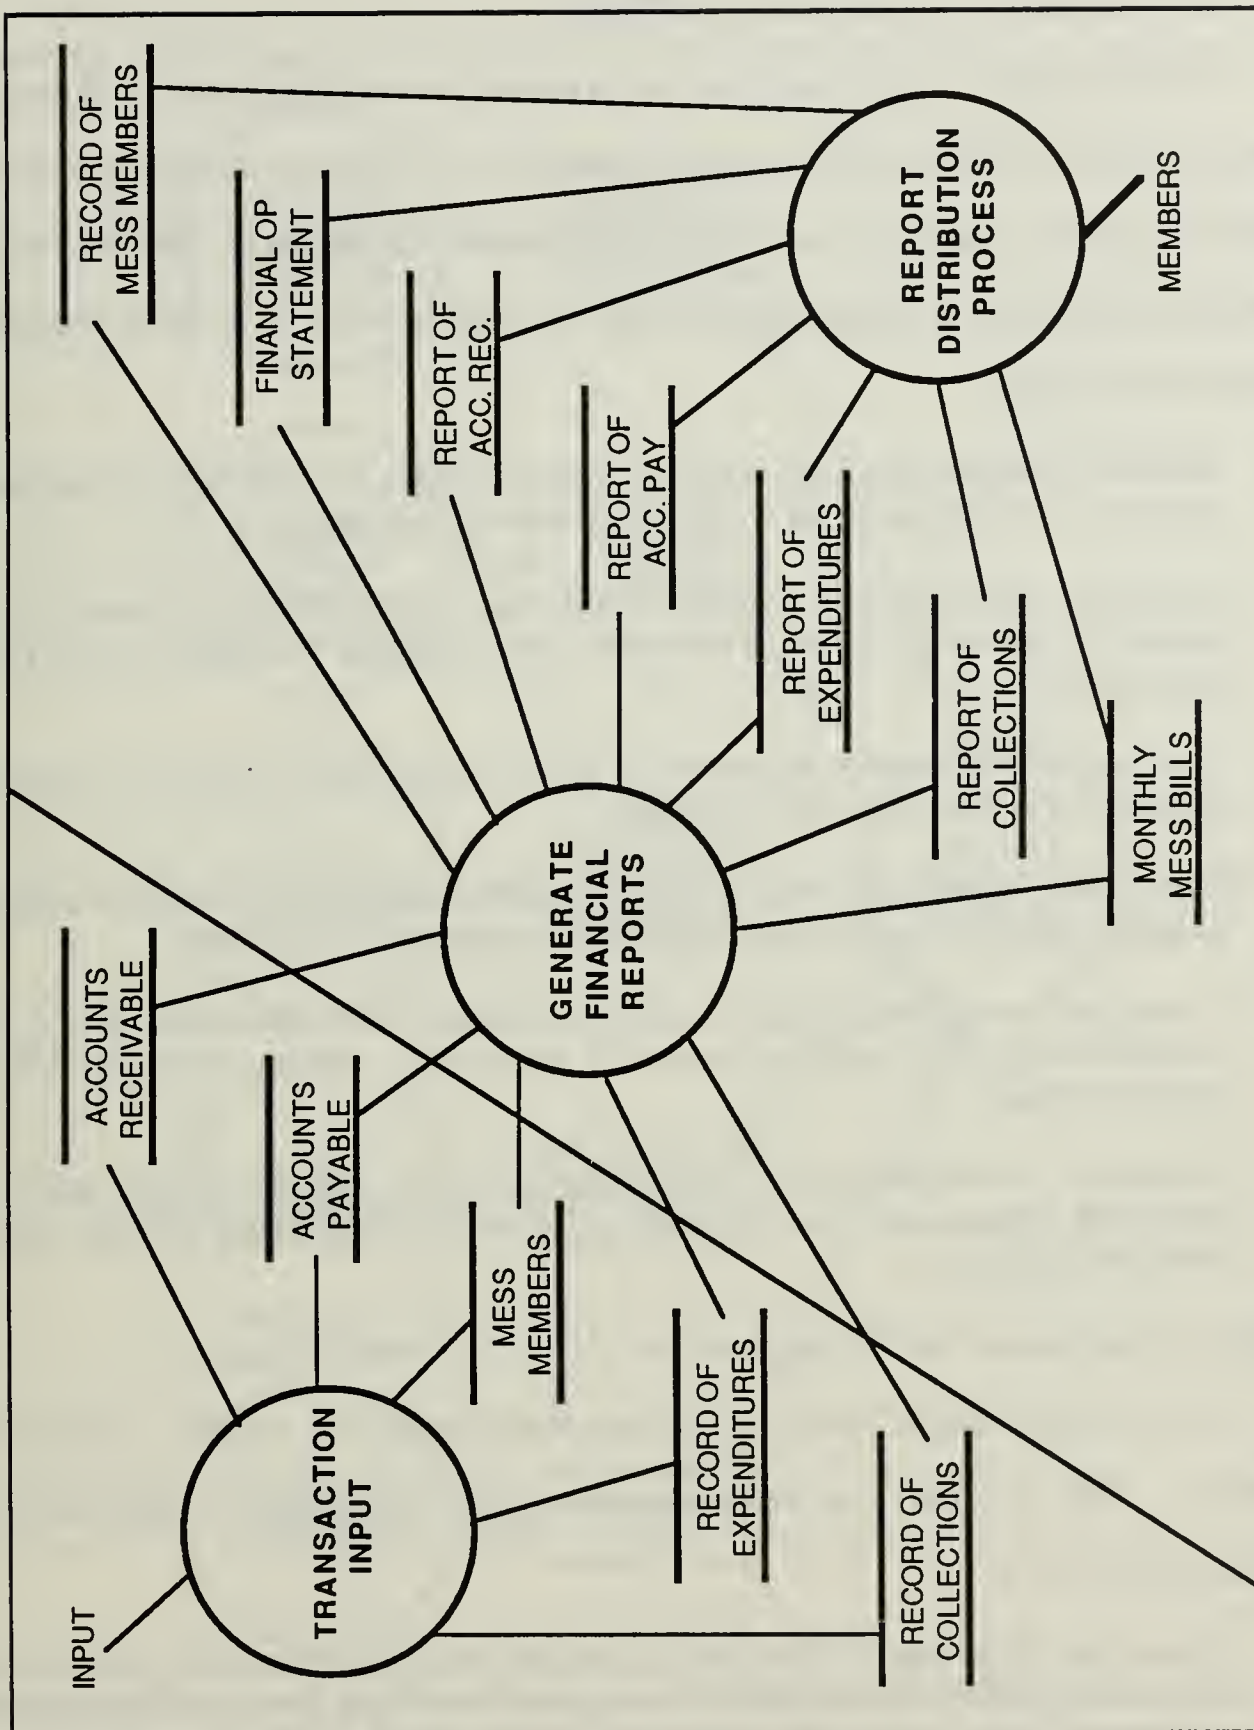 INPUT
TRANSACTION
INPUT
ACCOUNTS
RECEIVABLE
ACCOUNTS
PAYABLE
MESS
MEMBERS
RECORD OF
EXPENDITURES
RECORD OF
COLLECTIONS
GENERATE
FINANCIAL
REPORTS
RECORD OF
MESS MEMBERS
FINANCIAL OP
STATEMENT
REPORT OF
ACC. REC.
REPORT OF
ACC. PAY
REPORT OF
EXPENDITURES
REPORT OF
COLLECTIONS
MONTHLY
MESS BILLS
REPORT
DISTRIBUTION
PROCESS
MEMBERS